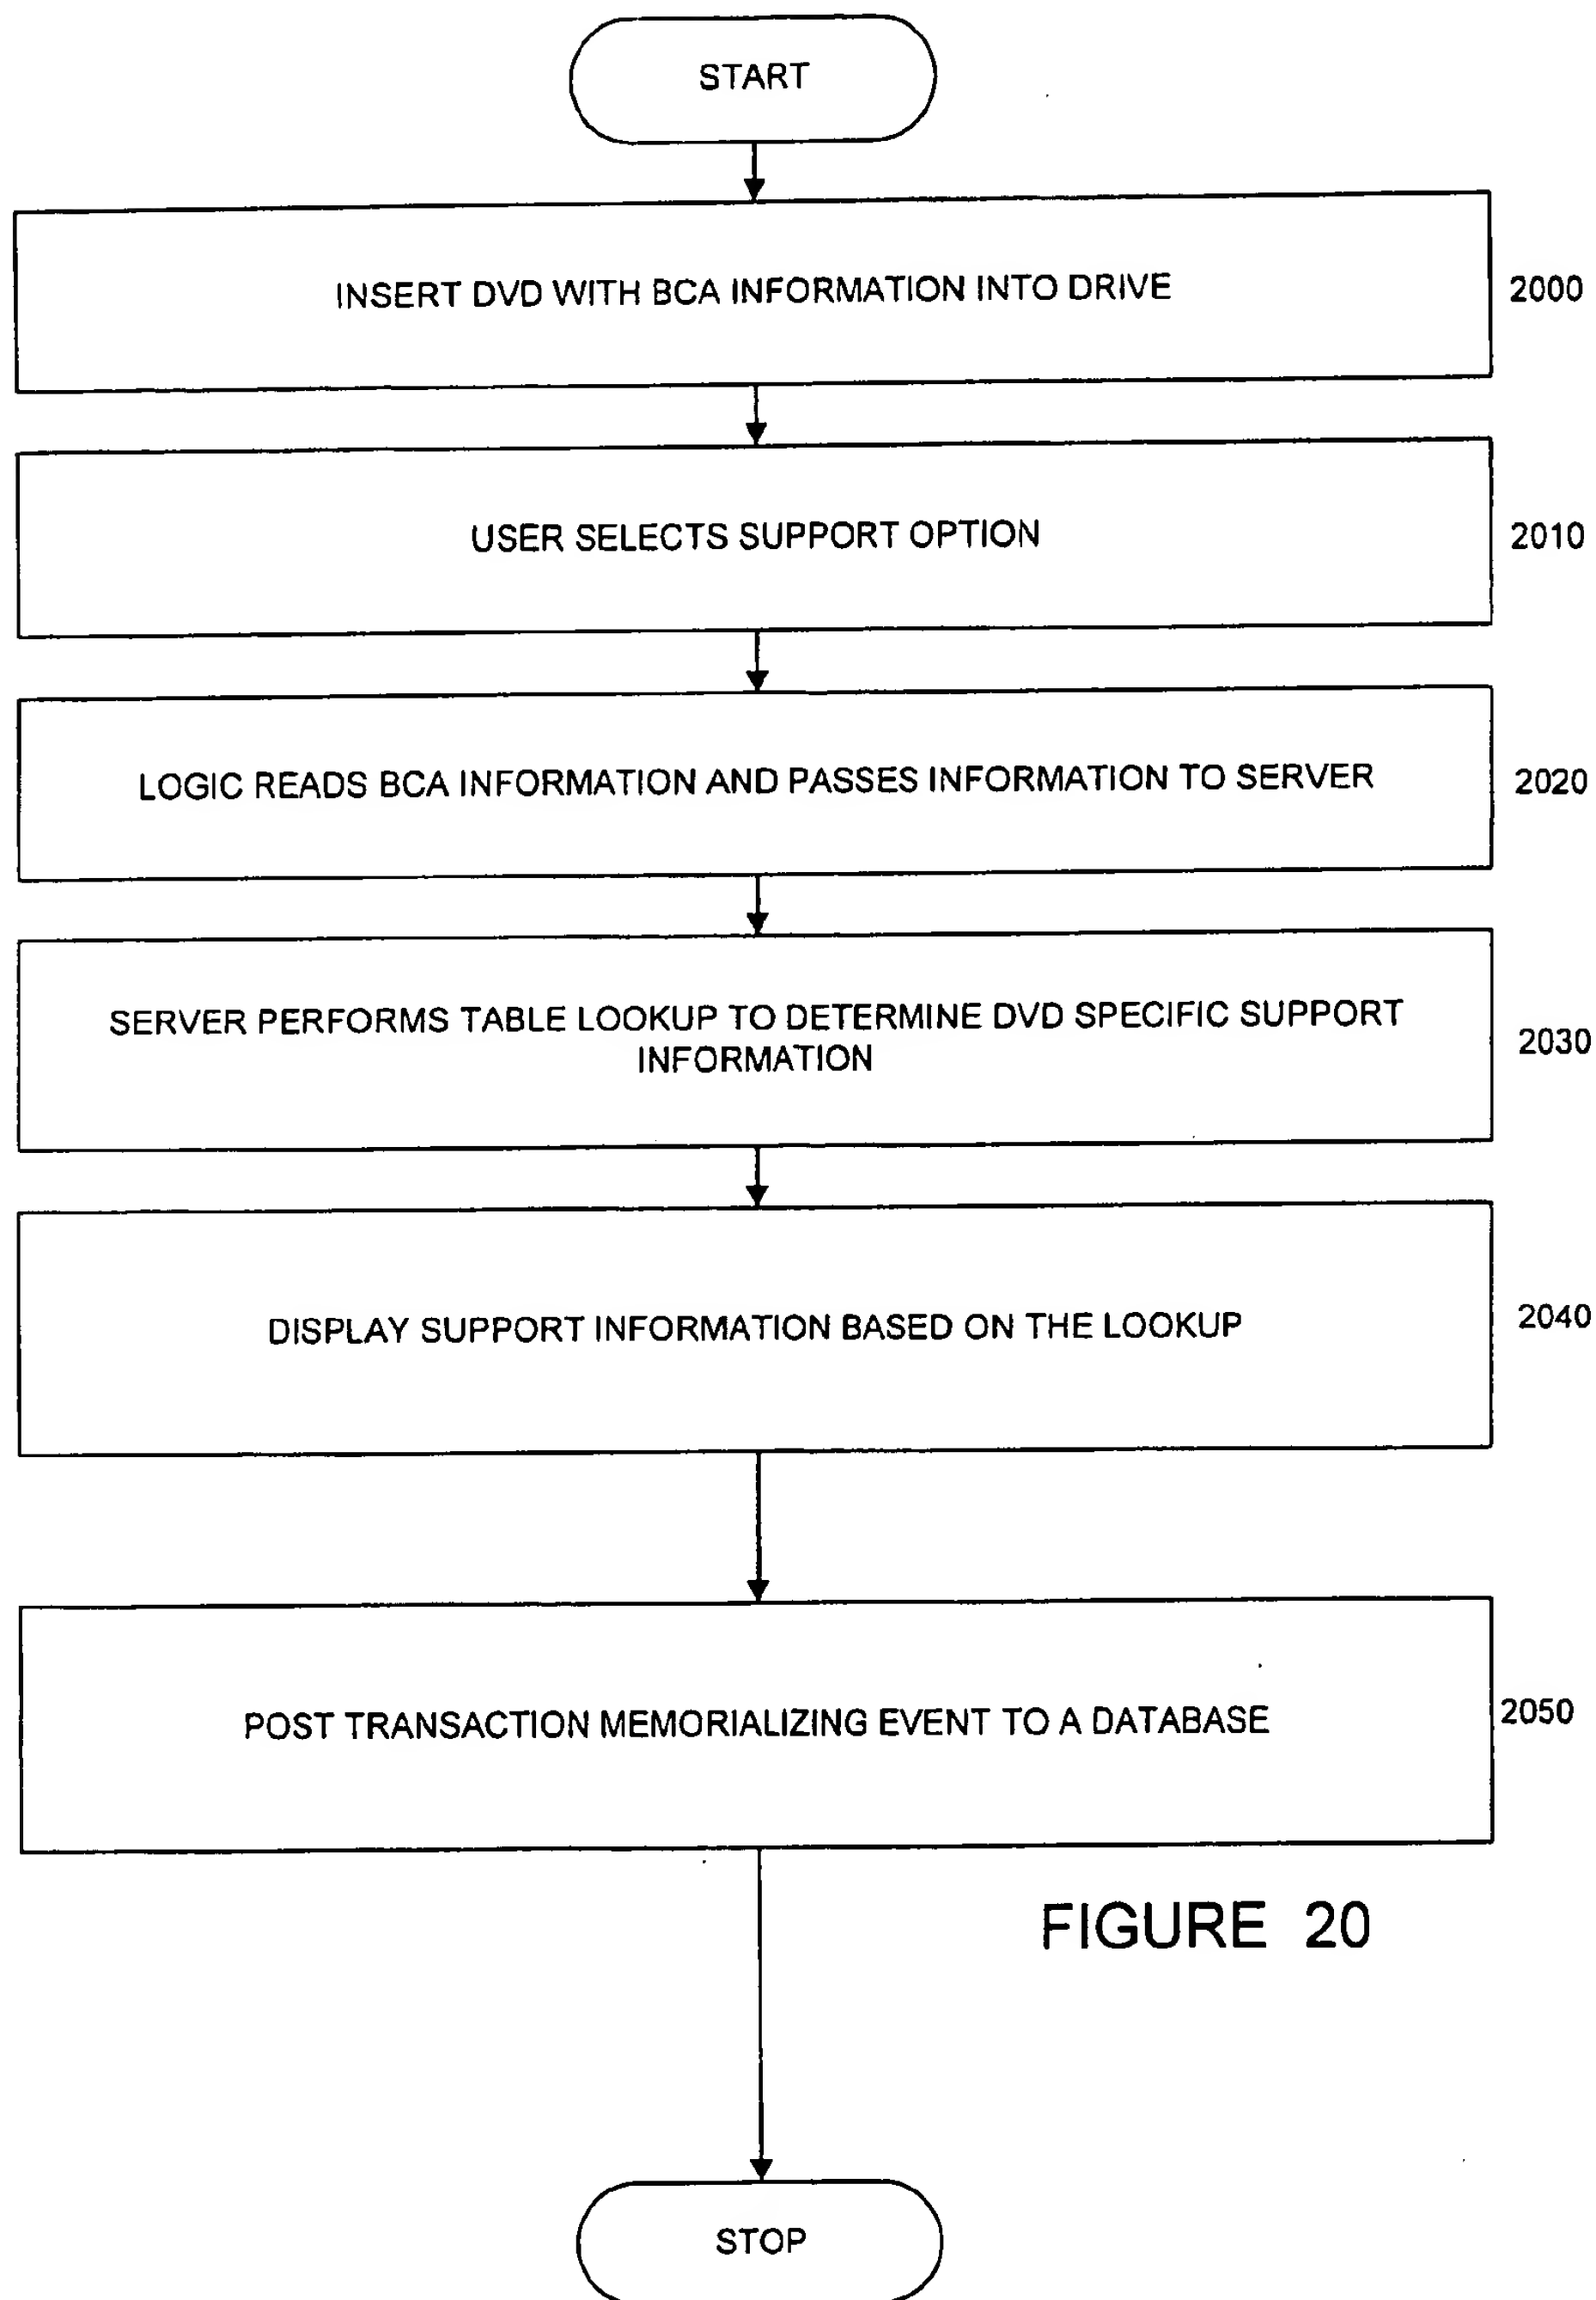 START
INSERT DVD WITH BCA INFORMATION INTO DRIVE
2000
USER SELECTS SUPPORT OPTION
2010
LOGIC READS BCA INFORMATION AND PASSES INFORMATION TO SERVER
2020
SERVER PERFORMS TABLE LOOKUP TO DETERMINE DVD SPECIFIC SUPPORT
INFORMATION
2030
DISPLAY SUPPORT INFORMATION BASED ON THE LOOKUP
2040
POST TRANSACTION MEMORIALIZING EVENT TO A DATABASE
2050
FIGURE 20
STOP